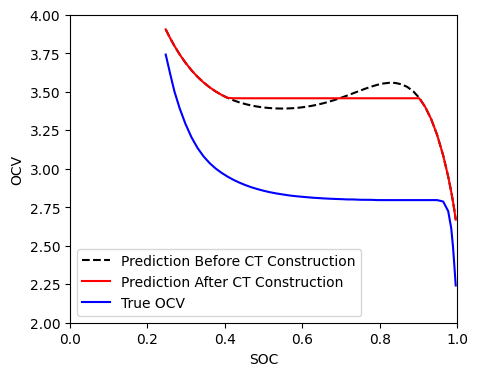 4.00
3.75
3.50
3.25
3.00
2.75
2.50
2.25
2.00
OCV
Prediction Before CT Construction
Prediction After CT Construction
True OCV
0.0 0.2 0.4 0.6 0.8 1.0
SOC